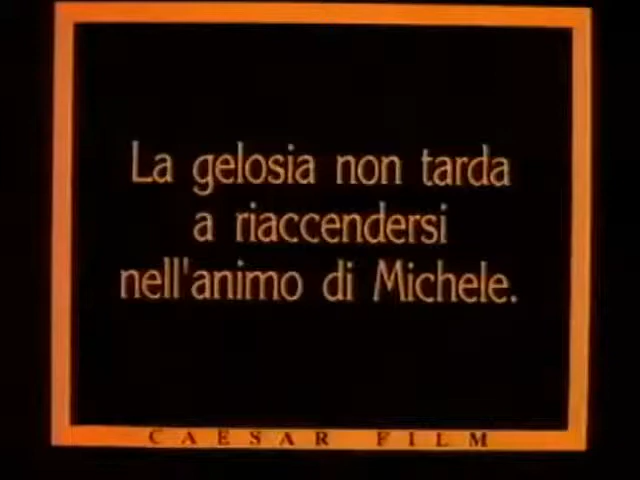 La gelosia non tarda
a riaccendersi
nell'animo di Michele.
CAESAR FILM